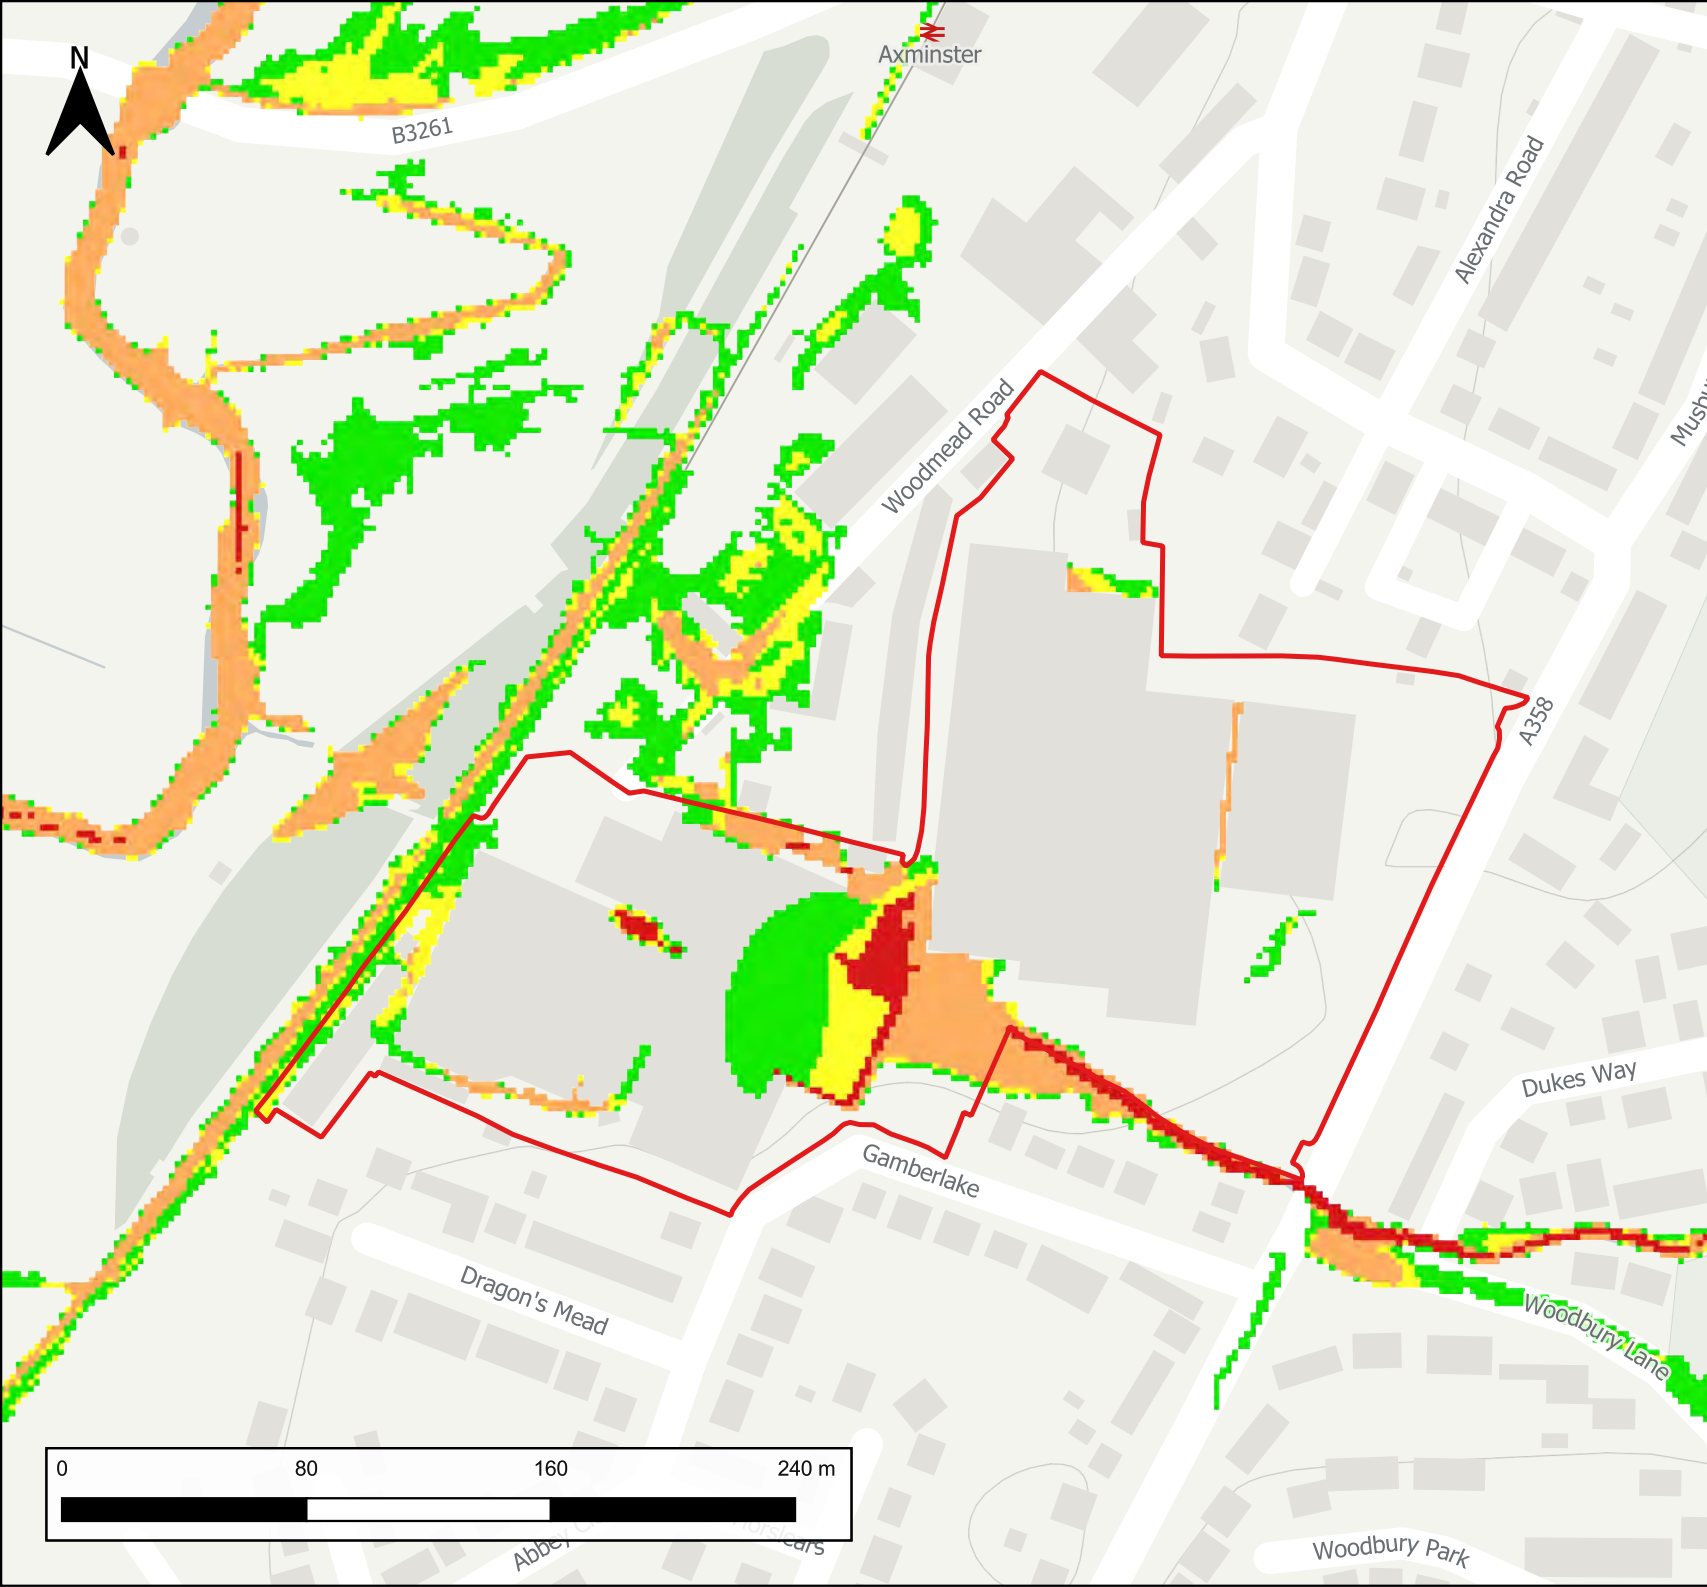 N
Axminster
B3261
Alexandra Road
Woodmead Road
A358
Dukes Way
Gamberlake
Dragon's Mead
Woodbury Lane
0 80 160 240 m
Abbey
Woodbury Park